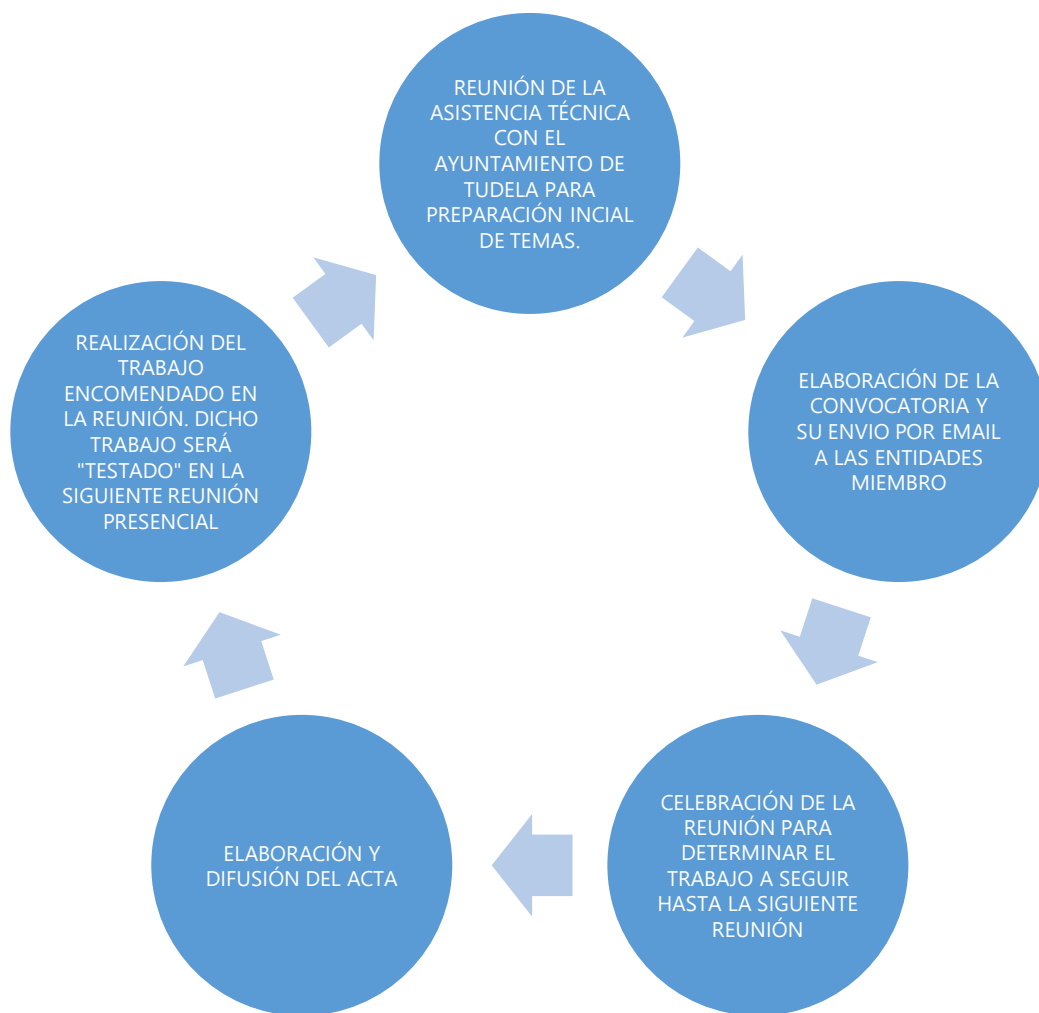 REUNIÓN DE LA
ASISTENCIA TÉCNICA
CON EL
AYUNTAMIENTO DE
TUDELA PARA
PREPARACIÓN INCIAL
DE TEMAS.
ELABORACIÓN DE LA
CONVOCATORIA Y
SU ENVIO POR EMAIL
A LAS ENTIDADES
MIEMBRO
CELEBRACIÓN DE LA
REUNIÓN PARA
DETERMINAR EL
TRABAJO A SEGUIR
HASTA LA SIGUIENTE
REUNIÓN
ELABORACIÓN Y
DIFUSIÓN DEL ACTA
REALIZACIÓN DEL
TRABAJO
ENCOMENDADO EN
LA REUNIÓN. DICHO
TRABAJO SERÁ
"TESTADO" EN LA
SIGUIENTE REUNIÓN
PRESENCIAL